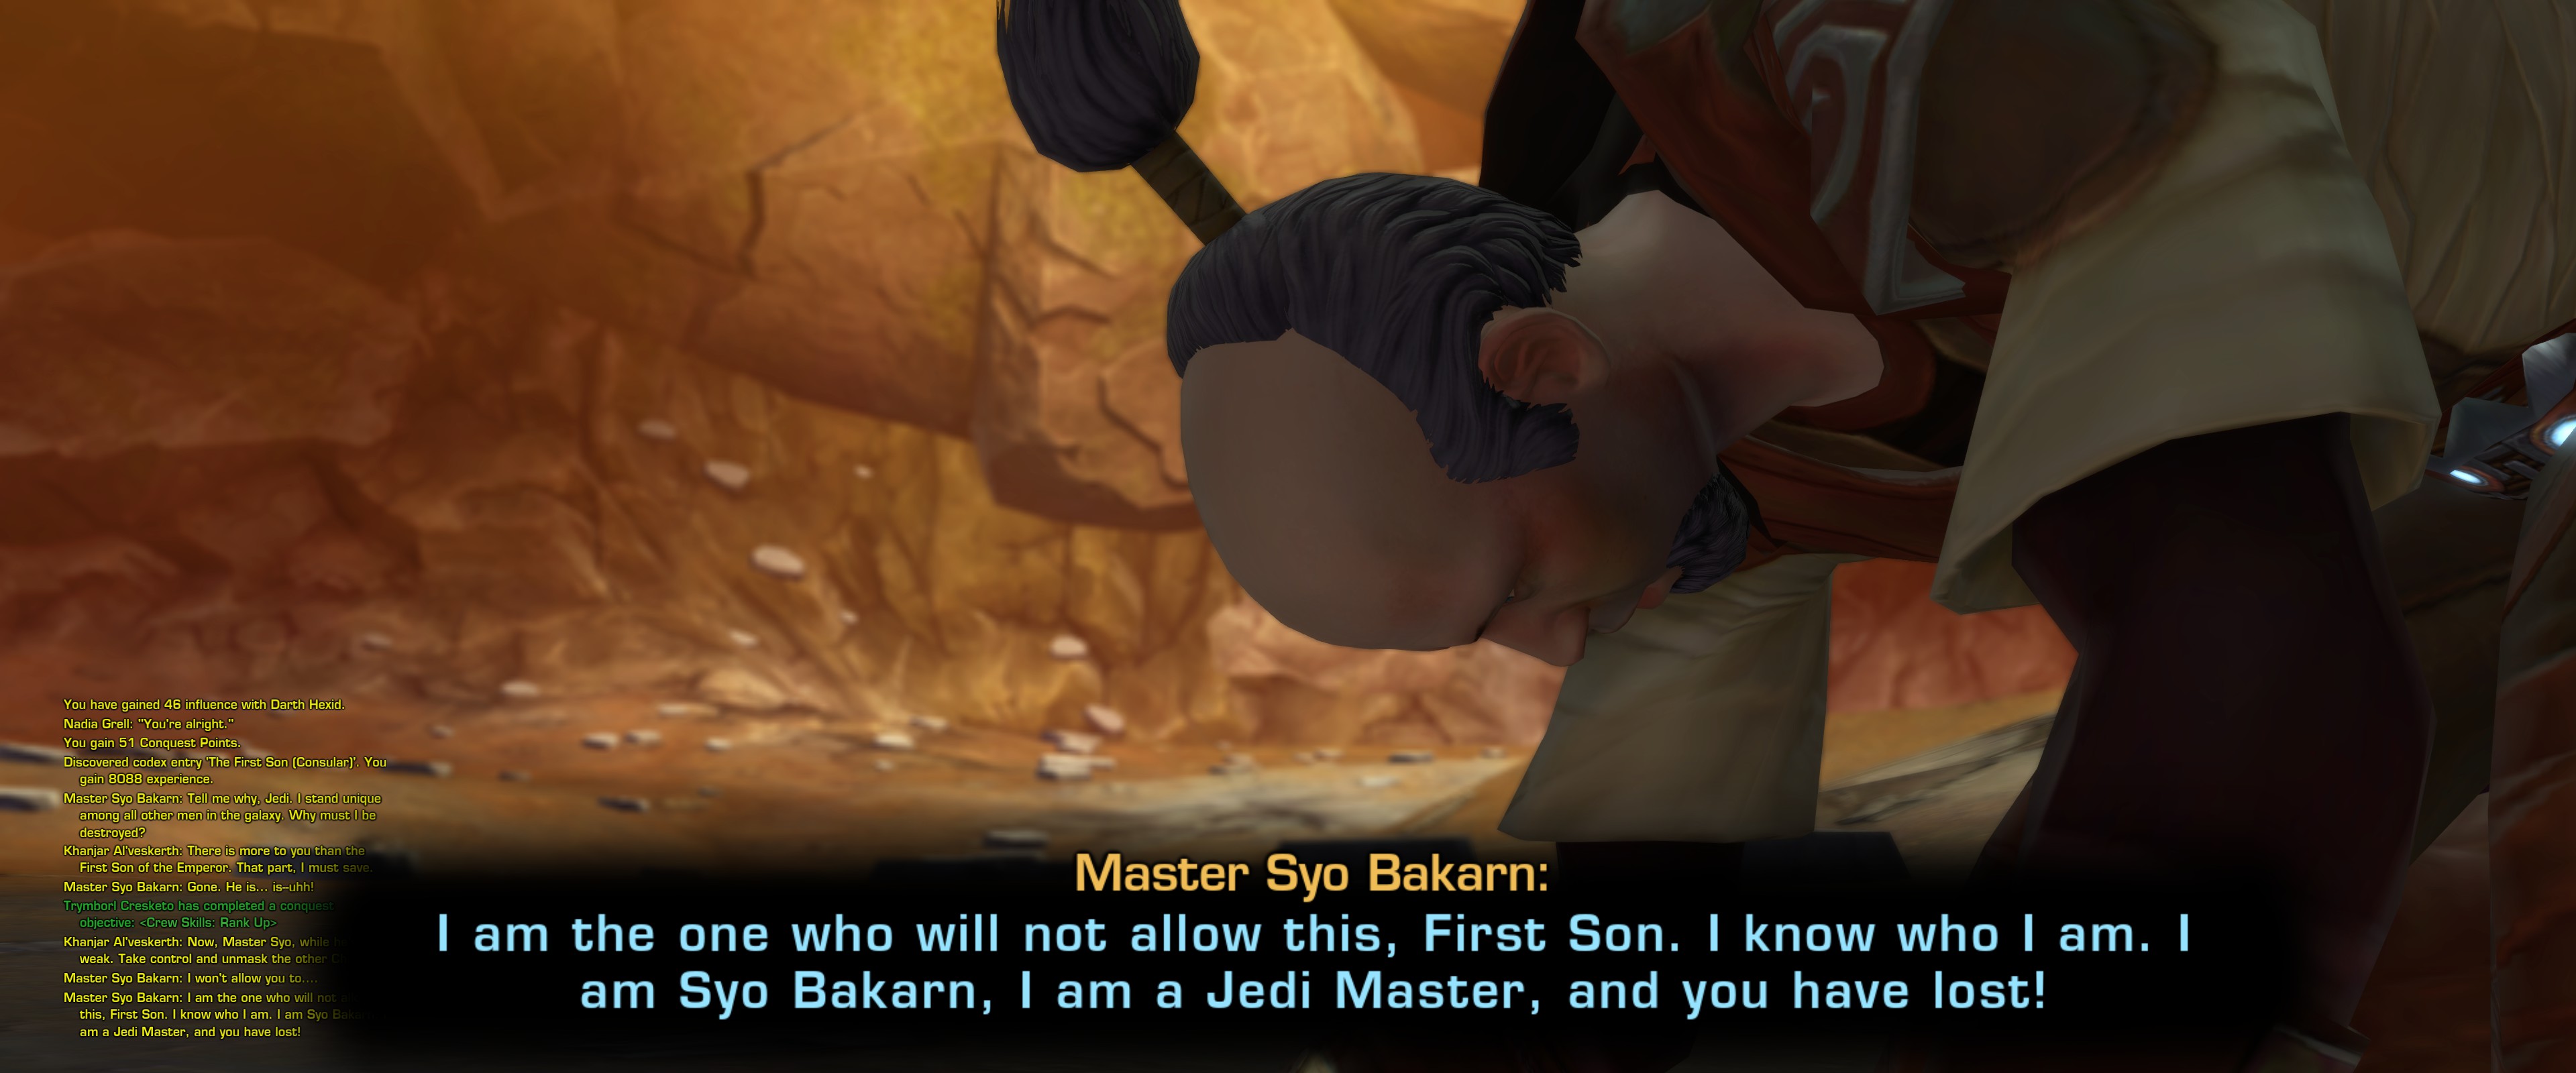 You have gained 46 influence with Darth Hexid.
Nadia Grell: "You're alright."
You gain 51 Conquest Points.
Discovered codex entry 'The First Son (Consular)'. You
gain 8088 experience.
Master Syo Bakarn: Tell me why, Jedi. I stand unique
among all other men in the galaxy. Why must I be
destroyed?
Khanjar Al'veskerth: There is more to you than the
First Son of the Emperor. That part, I must save.
Master Syo Bakarn: Gone. He is... is–uhh!
Trymborl Cresketo has completed a conquest
objective: <Crew Skills: Rank Up>
Khanjar Al'veskerth: Now, Master Syo, while
weak. Take control and unmask the other
Master Syo Bakarn: I won't allow you to....
Master Syo Bakarn: I am the one who will not
this, First Son. I know who I am. I am Syo
am a Jedi Master, and you have lost!
Master Syo Bakarn:
I am the one who will not allow this, First Son. I know who I am. I
am Syo Bakarn, I am a Jedi Master, and you have lost!